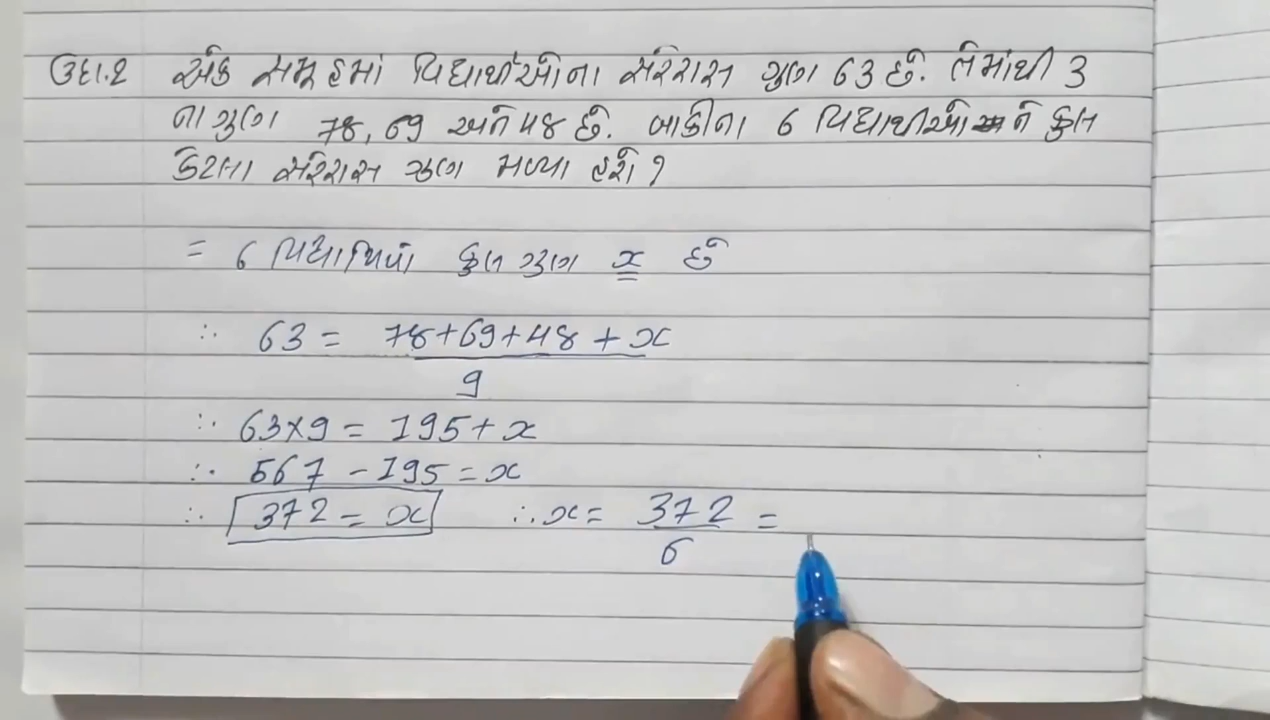 ઉદા.2 એક સમૂહમાં વિદ્યાર્થીઓના સરેરાશ ગુણ 63 છે. તેમાંથી 3
ના ગુણ 78, 69 અને 48 છે. બાકીના 6 વિદ્યાર્થીઓને કુલ
કેટલા સરેરાશ ગુણ મળ્યા હશે ?
= 6 કુલ ગુણ x છે
∴ 63 = 78+69+48+x
9
∴ 63×9 = 195+x
∴ 567 - 195 = x
∴ 372 = x ∴ x = 372 =
6